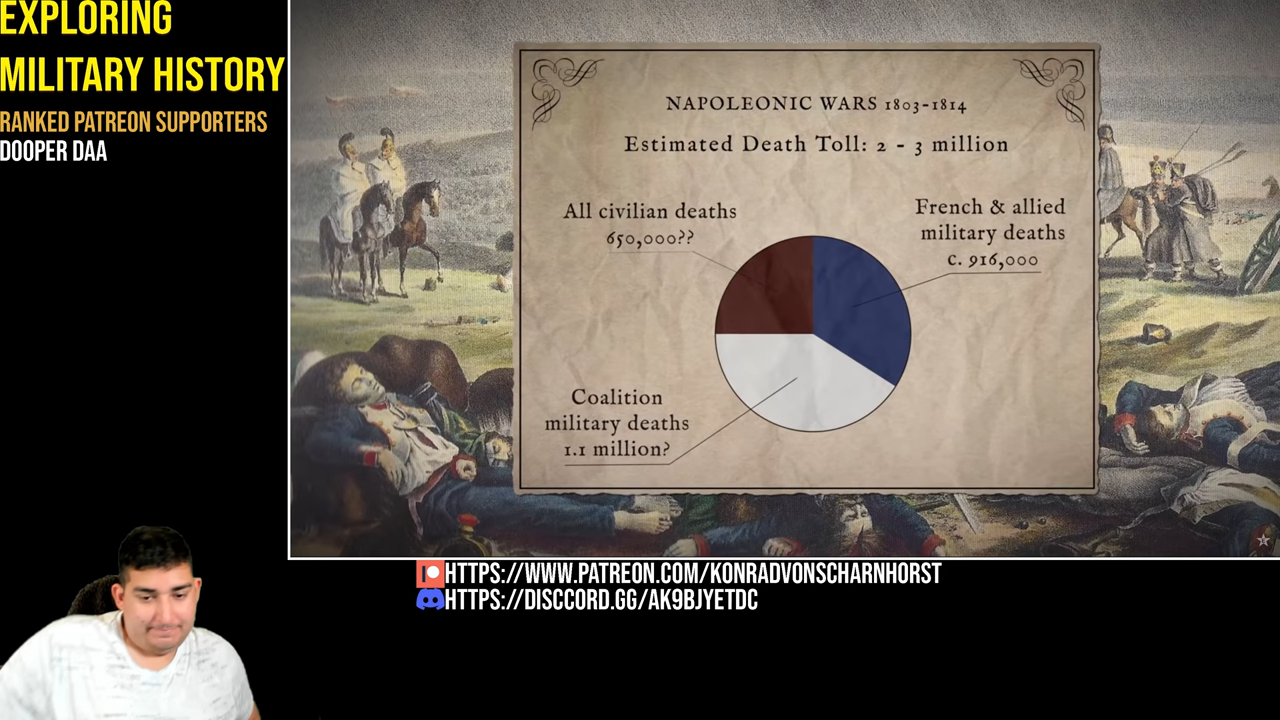 EXPLORING
MILITARY HISTORY
RANKED PATREON SUPPORTERS
DOOPER DAA
NAPOLEONIC WARS 1803-1814
Estimated Death Toll: 2 - 3 million
All civilian deaths
650,000??
French & allied
military deaths
c. 916,000
Coalition
military deaths
1.1 million?
HTTPS://WWW.PATREON.COM/KONRADVONSCHARNHORST
HTTPS://DISCCORD.GG/AK9BJYETDC